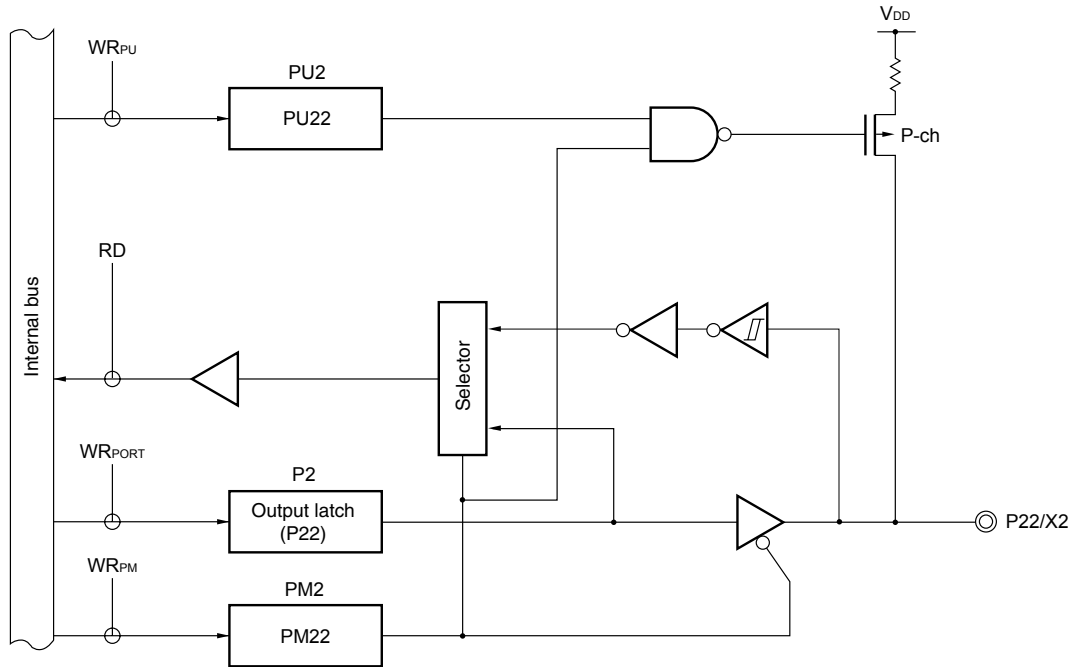 VDD
WRPU
PU2
PU22
P-ch
RD
Internal bus
Selector
WRPORT
P2
Output latch
(P22)
P22/X2
WRPM
PM2
PM22